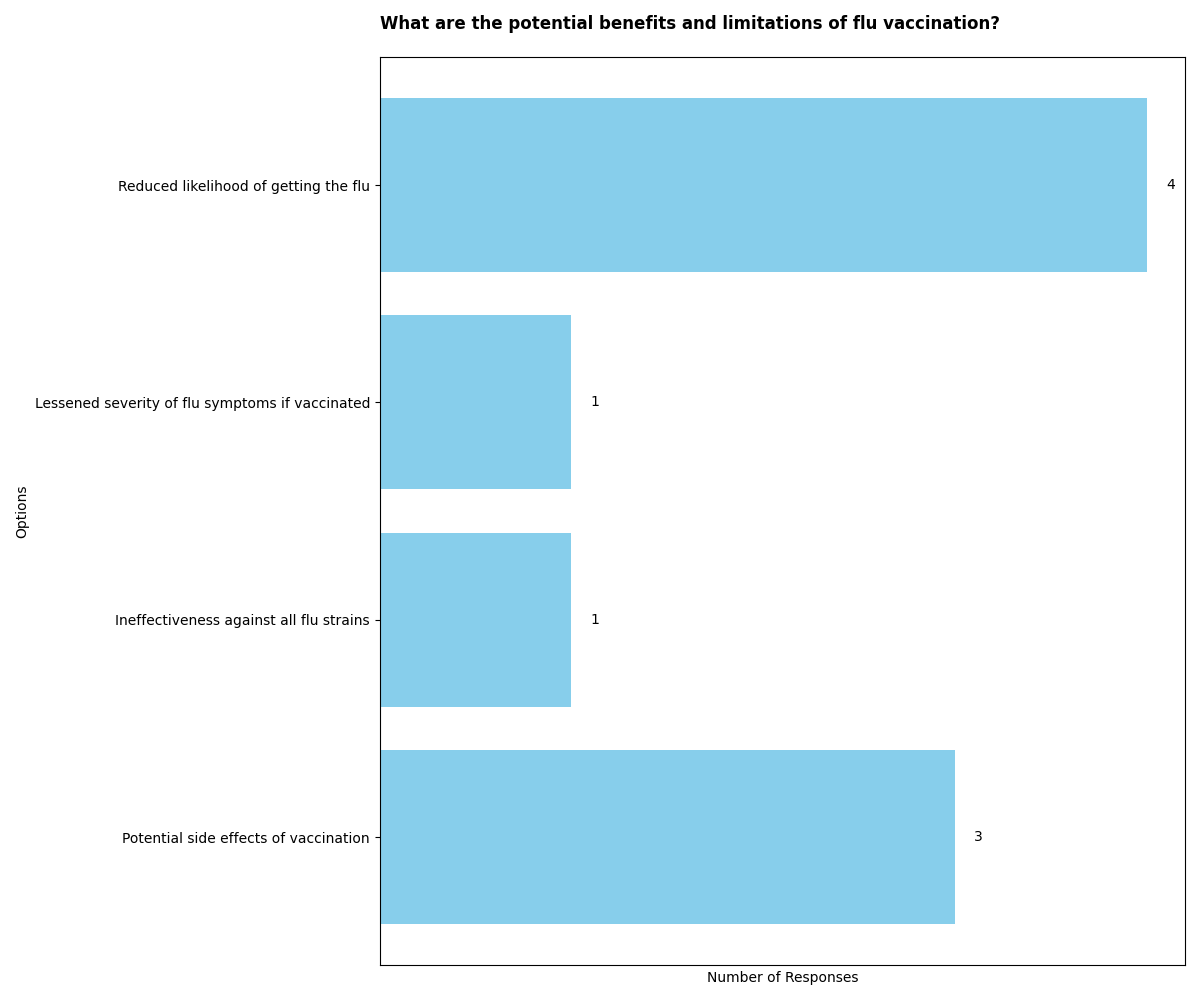 What are the potential benefits and limitations of flu vaccination?
Reduced likelihood of getting the flu
4
Lessened severity of flu symptoms if vaccinated
1
Options
Ineffectiveness against all flu strains
1
Potential side effects of vaccination
3
Number of Responses